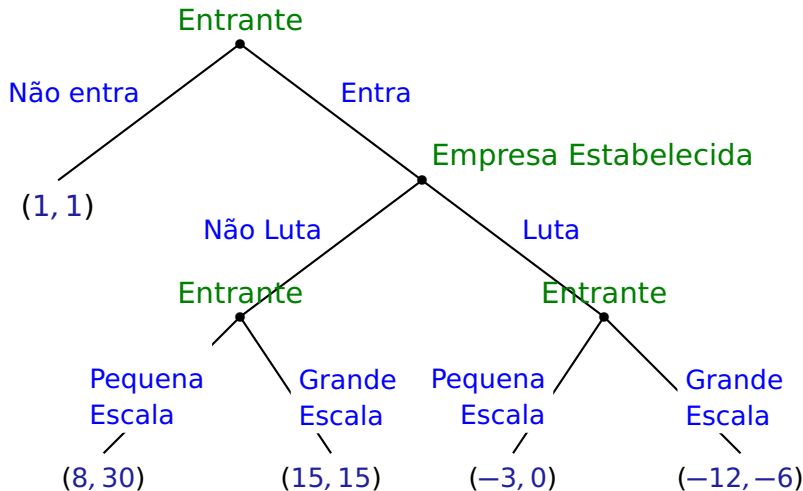 Entrante
Não entra
Entra
Empresa Estabelecida
(1, 1)
Não Luta
Luta
Entrante
Entrante
Pequena
Escala
Grande
Escala
Pequena
Escala
Grande
Escala
(8, 30)
(15, 15)
(−3, 0)
(−12, −6)